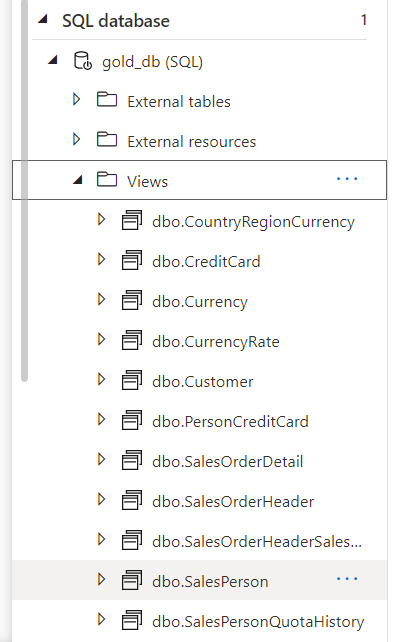 SQL database 1
gold_db (SQL)
External tables
External resources
Views ...
dbo.CountryRegionCurrency
dbo.CreditCard
dbo.Currency
dbo.CurrencyRate
dbo.Customer
dbo.PersonCreditCard
dbo.SalesOrderDetail
dbo.SalesOrderHeader
dbo.SalesOrderHeaderSales...
dbo.SalesPerson ...
dbo.SalesPersonQuotaHistory